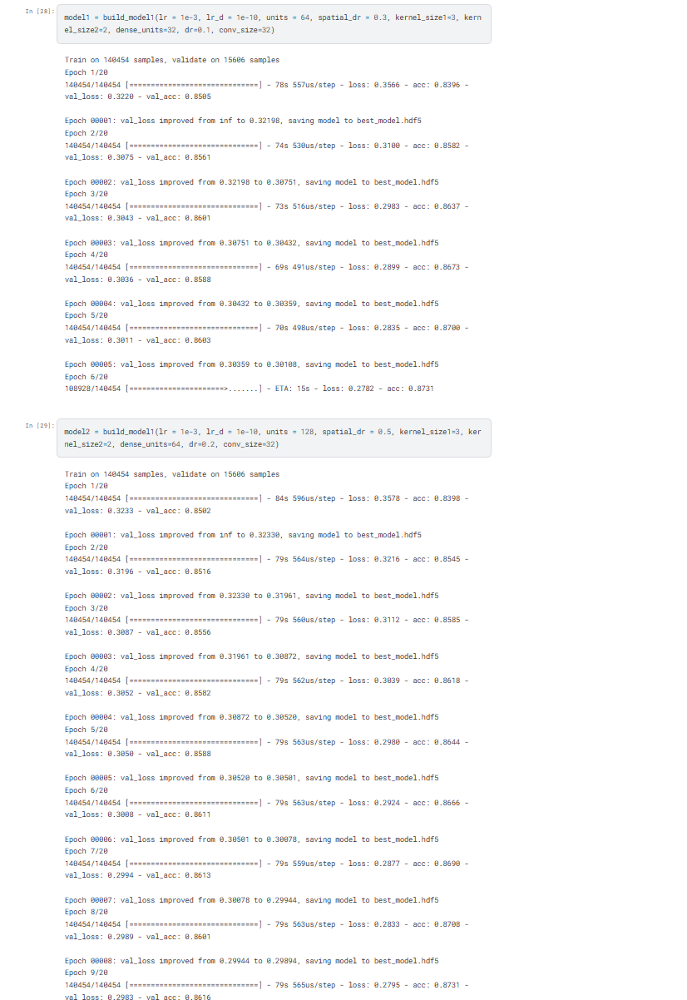 In [28]:
model1 = build_model1(lr = 1e-3, lr_d = 1e-10, units = 64, spatial_dr = 0.3, kernel_size1=3, kern
el_size2=2, dense_units=32, dr=0.1, conv_size=32)
Train on 140454 samples, validate on 15606 samples
Epoch 1/20
140454/140454 [==============================] - 78s 557us/step - loss: 0.3566 - acc: 0.8396 -
val_loss: 0.3220 - val_acc: 0.8505
Epoch 00001: val_loss improved from inf to 0.32198, saving model to best_model.hdf5
Epoch 2/20
140454/140454 [==============================] - 74s 530us/step - loss: 0.3100 - acc: 0.8582 -
val_loss: 0.3075 - val_acc: 0.8561
Epoch 00002: val_loss improved from 0.32198 to 0.30751, saving model to best_model.hdf5
Epoch 3/20
140454/140454 [==============================] - 73s 516us/step - loss: 0.2983 - acc: 0.8637 -
val_loss: 0.3043 - val_acc: 0.8601
Epoch 00003: val_loss improved from 0.30751 to 0.30432, saving model to best_model.hdf5
Epoch 4/20
140454/140454 [==============================] - 69s 491us/step - loss: 0.2899 - acc: 0.8673 -
val_loss: 0.3036 - val_acc: 0.8588
Epoch 00004: val_loss improved from 0.30432 to 0.30359, saving model to best_model.hdf5
Epoch 5/20
140454/140454 [==============================] - 70s 498us/step - loss: 0.2835 - acc: 0.8700 -
val_loss: 0.3011 - val_acc: 0.8603
Epoch 00005: val_loss improved from 0.30359 to 0.30108, saving model to best_model.hdf5
Epoch 6/20
108928/140454 [======================>.......] - ETA: 15s - loss: 0.2782 - acc: 0.8731
In [29]:
model2 = build_model1(lr = 1e-3, lr_d = 1e-10, units = 128, spatial_dr = 0.5, kernel_size1=3, ker
nel_size2=2, dense_units=64, dr=0.2, conv_size=32)
Train on 140454 samples, validate on 15606 samples
Epoch 1/20
140454/140454 [==============================] - 84s 596us/step - loss: 0.3578 - acc: 0.8398 -
val_loss: 0.3233 - val_acc: 0.8502
Epoch 00001: val_loss improved from inf to 0.32330, saving model to best_model.hdf5
Epoch 2/20
140454/140454 [==============================] - 79s 564us/step - loss: 0.3216 - acc: 0.8545 -
val_loss: 0.3196 - val_acc: 0.8516
Epoch 00002: val_loss improved from 0.32330 to 0.31961, saving model to best_model.hdf5
Epoch 3/20
140454/140454 [==============================] - 79s 560us/step - loss: 0.3112 - acc: 0.8585 -
val_loss: 0.3087 - val_acc: 0.8556
Epoch 00003: val_loss improved from 0.31961 to 0.30872, saving model to best_model.hdf5
Epoch 4/20
140454/140454 [==============================] - 79s 562us/step - loss: 0.3039 - acc: 0.8618 -
val_loss: 0.3052 - val_acc: 0.8582
Epoch 00004: val_loss improved from 0.30872 to 0.30520, saving model to best_model.hdf5
Epoch 5/20
140454/140454 [==============================] - 79s 563us/step - loss: 0.2980 - acc: 0.8644 -
val_loss: 0.3050 - val_acc: 0.8588
Epoch 00005: val_loss improved from 0.30520 to 0.30501, saving model to best_model.hdf5
Epoch 6/20
140454/140454 [==============================] - 79s 563us/step - loss: 0.2924 - acc: 0.8666 -
val_loss: 0.3008 - val_acc: 0.8611
Epoch 00006: val_loss improved from 0.30501 to 0.30078, saving model to best_model.hdf5
Epoch 7/20
140454/140454 [==============================] - 79s 559us/step - loss: 0.2877 - acc: 0.8690 -
val_loss: 0.2994 - val_acc: 0.8613
Epoch 00007: val_loss improved from 0.30078 to 0.29944, saving model to best_model.hdf5
Epoch 8/20
140454/140454 [==============================] - 79s 563us/step - loss: 0.2833 - acc: 0.8708 -
val_loss: 0.2989 - val_acc: 0.8601
Epoch 00008: val_loss improved from 0.29944 to 0.29894, saving model to best_model.hdf5
Epoch 9/20
140454/140454 [==============================] - 79s 565us/step - loss: 0.2795 - acc: 0.8731 -
val_loss: 0.2983 - val_acc: 0.8616